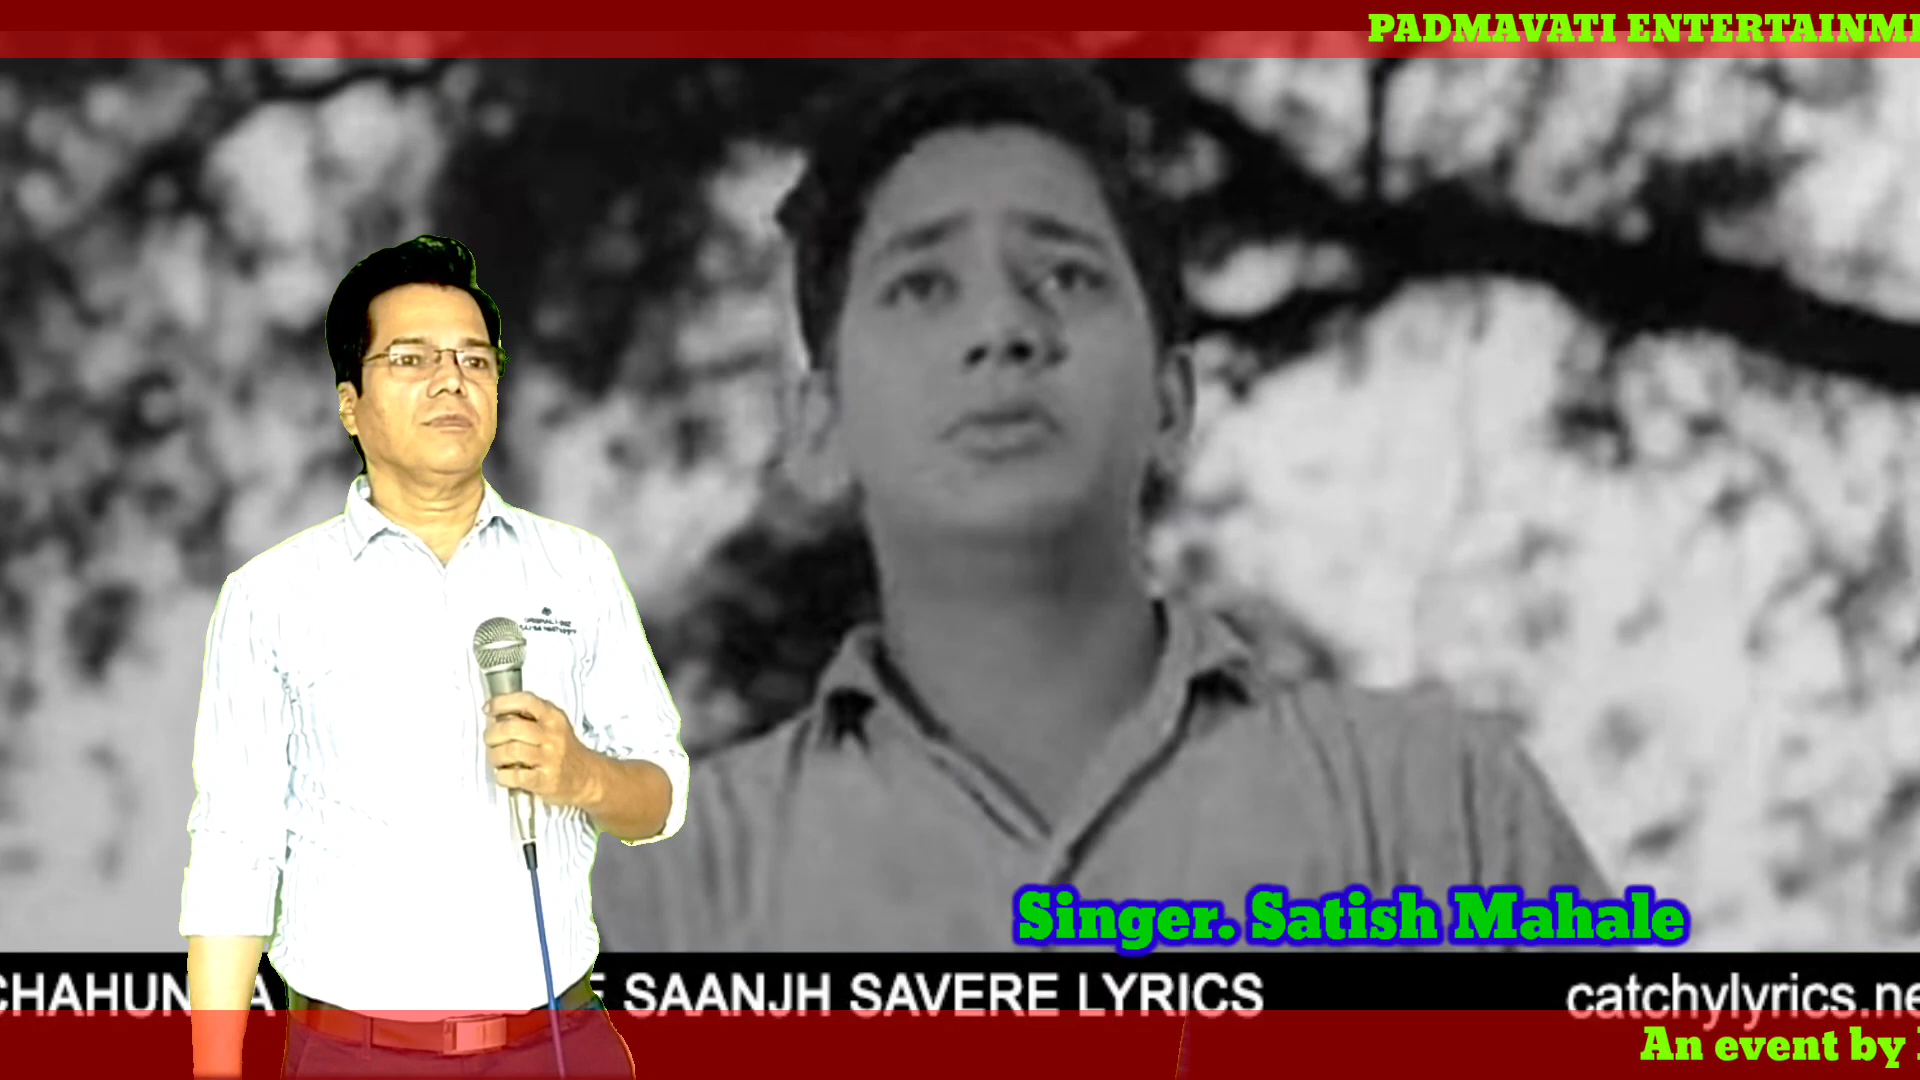 PADMAVATI ENTERTAINM
Singer. Satish Mahale
SAANJH SAVERE LYRICS
catchylyrics.ne
An event by